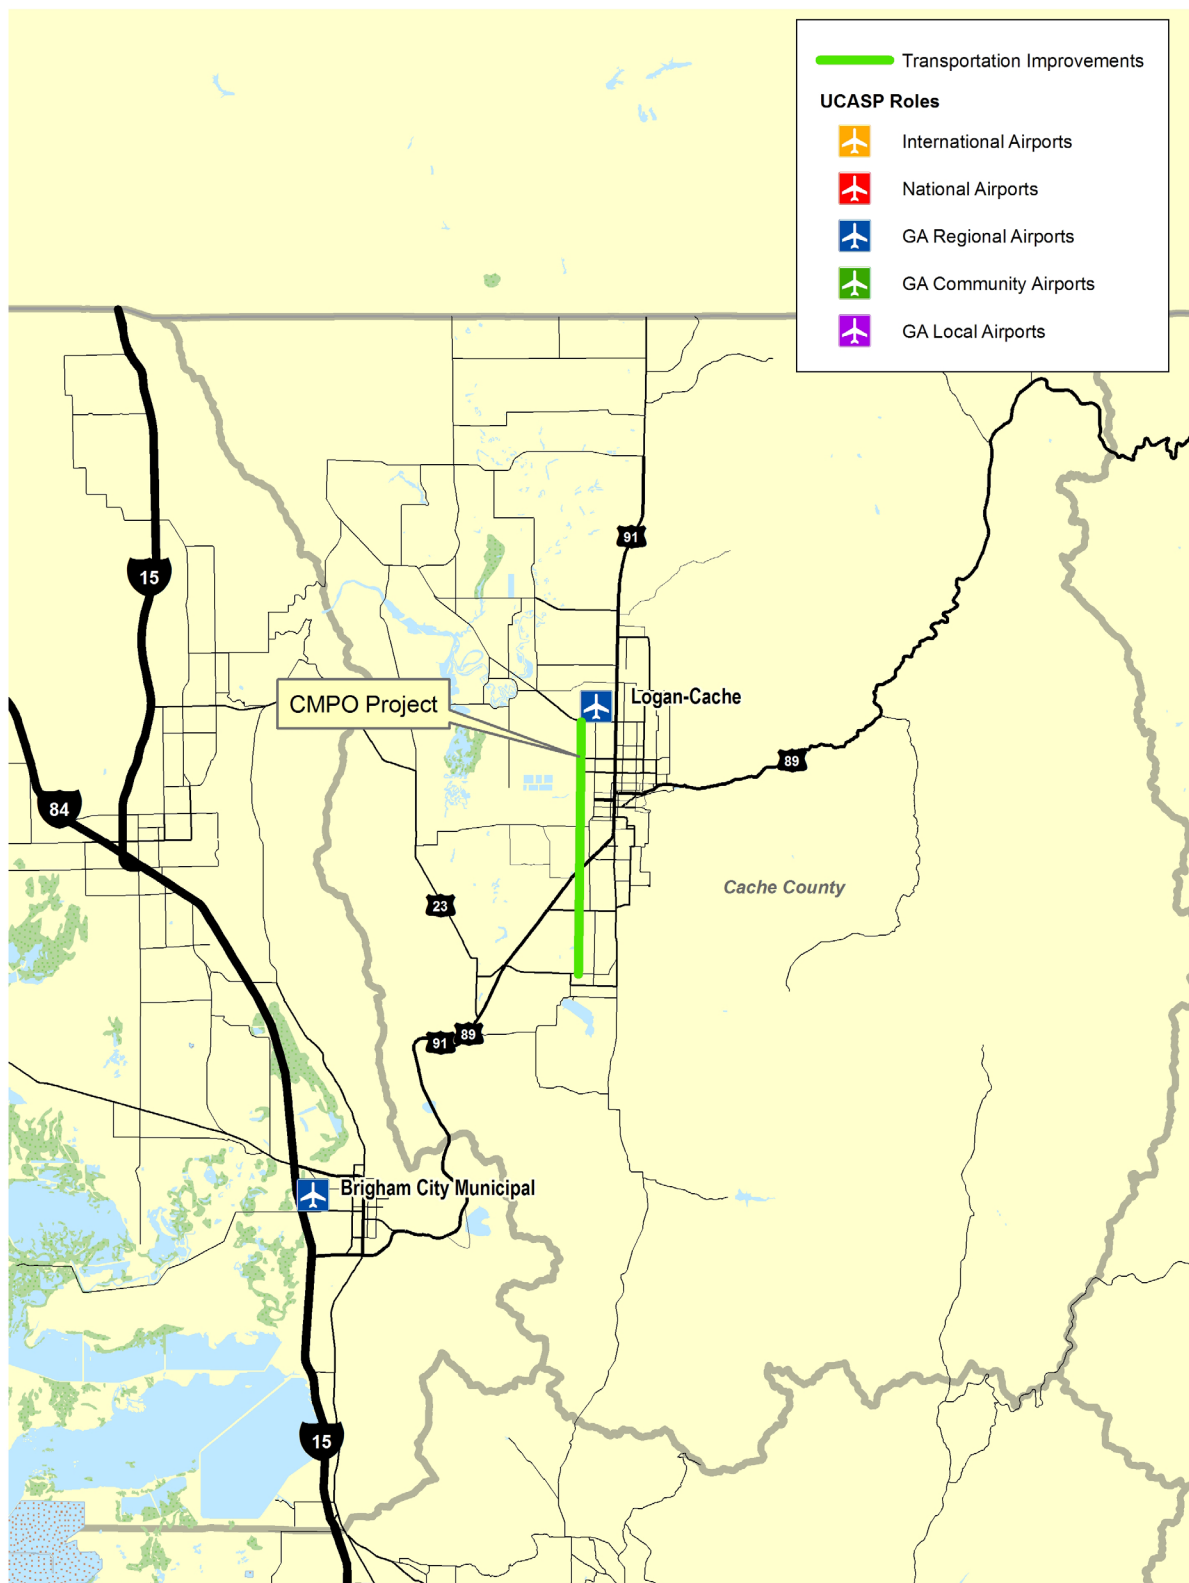 Transportation Improvements
UCASP Roles
International Airports
National Airports
GA Regional Airports
GA Community Airports
GA Local Airports
91
15
Logan-Cache
CMPO Project
89
84
Cache County
23
91
89
Brigham City Municipal
15